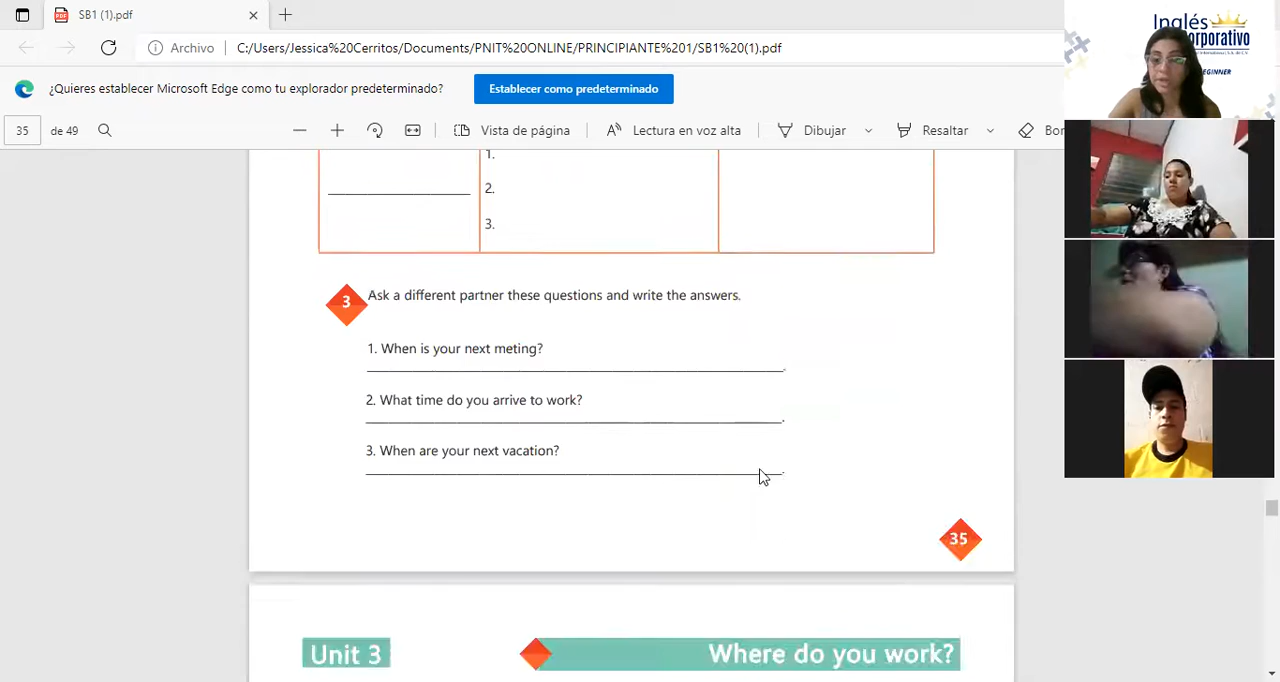 SB1 (1).pdf
Archivo
C:/Users/Jessica%20Cerritos/Documents/PNIT%20ONLINE/PRINCIPIANTE%201/SB1%20(1).pdf
¿Quieres establecer Microsoft Edge como tu explorador predeterminado?
Establecer como predeterminado
35
de 49
Vista de página
Lectura en voz alta
Dibujar
Resaltar
Bor
1.
2.
3.
3
Ask a different partner these questions and write the answers.
1. When is your next meting?
2. What time do you arrive to work?
3. When are your next vacation?
35
Unit 3
Where do you work?
Inglés
orporativo
EGINNER